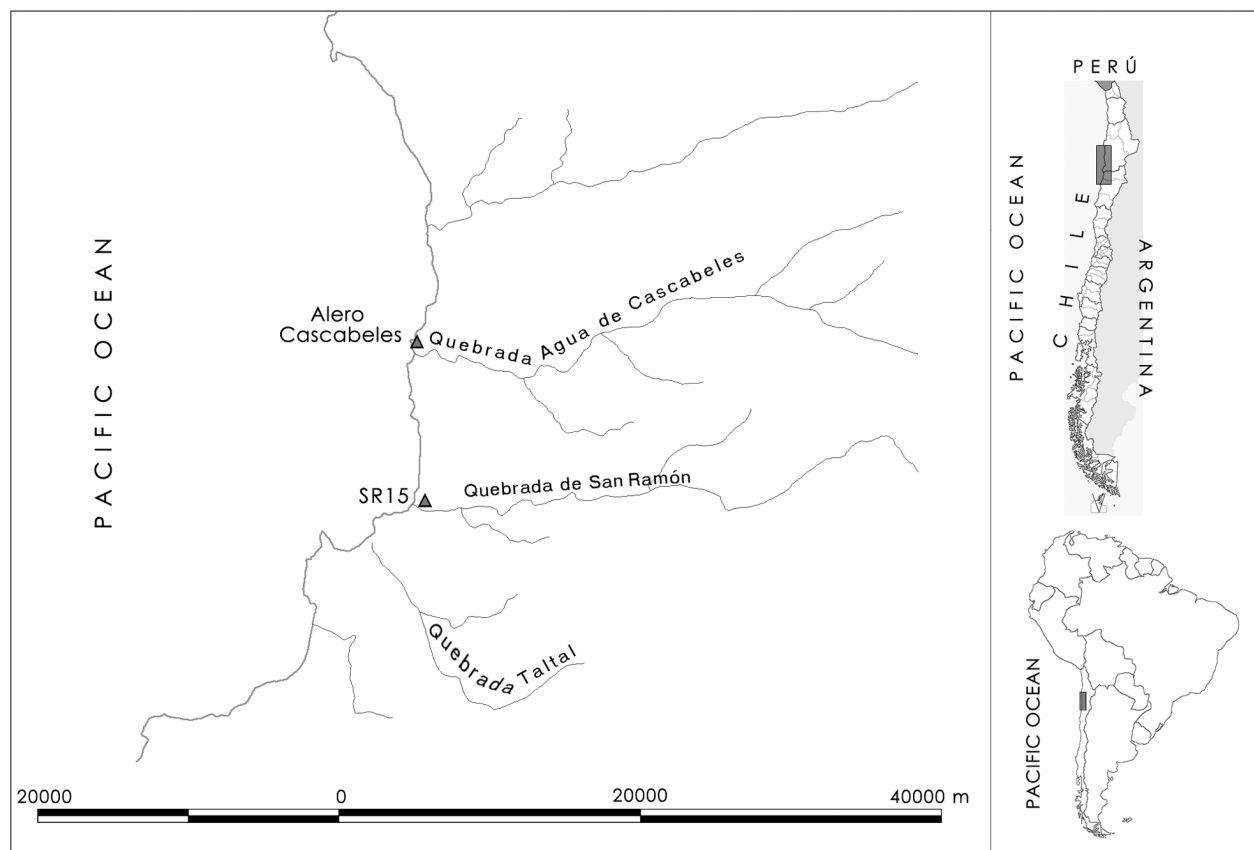 PACIFIC OCEAN
Alero
Cascabeles
Quebrada Agua de Cascabeles
SR15
Quebrada de San Ramón
Quebrada Taltal
20000 0 20000 40000 m
PERÚ
PACIFIC OCEAN
CHILE
ARGENTINA
PACIFIC OCEAN